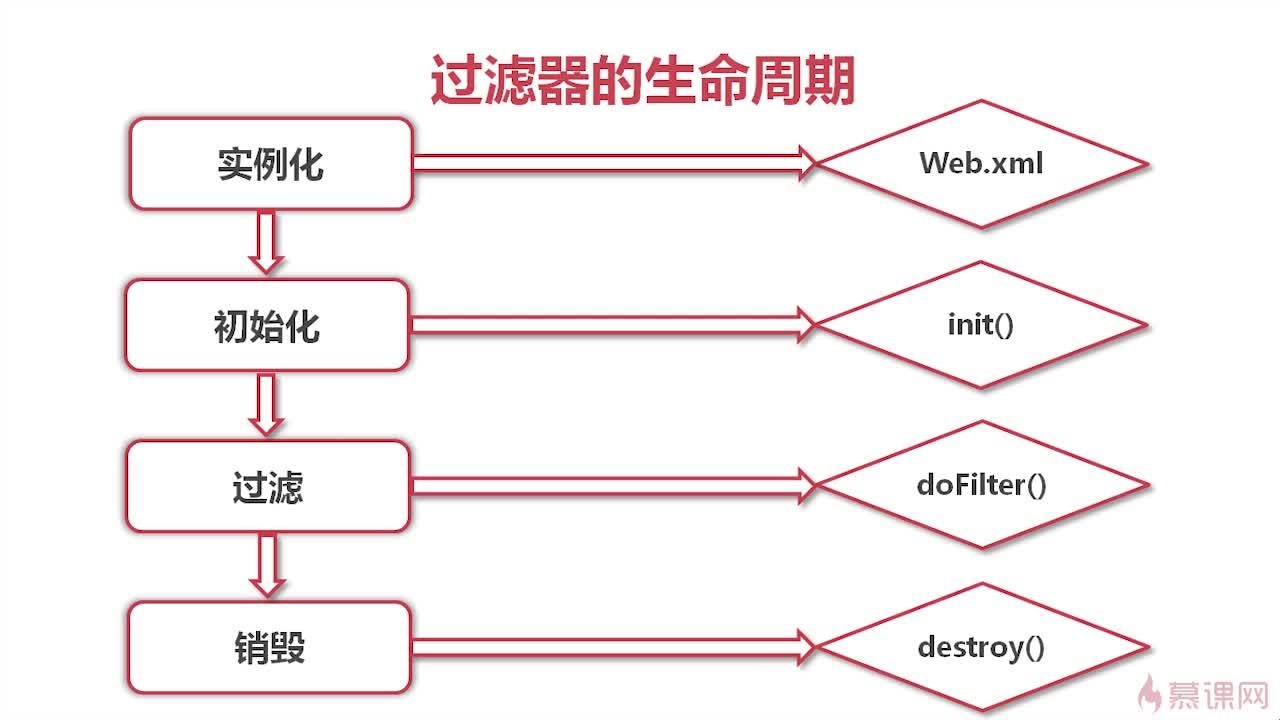 过滤器的生命周期
实例化
Web.xml
初始化
init()
过滤
doFilter()
销毁
destroy()
慕课网